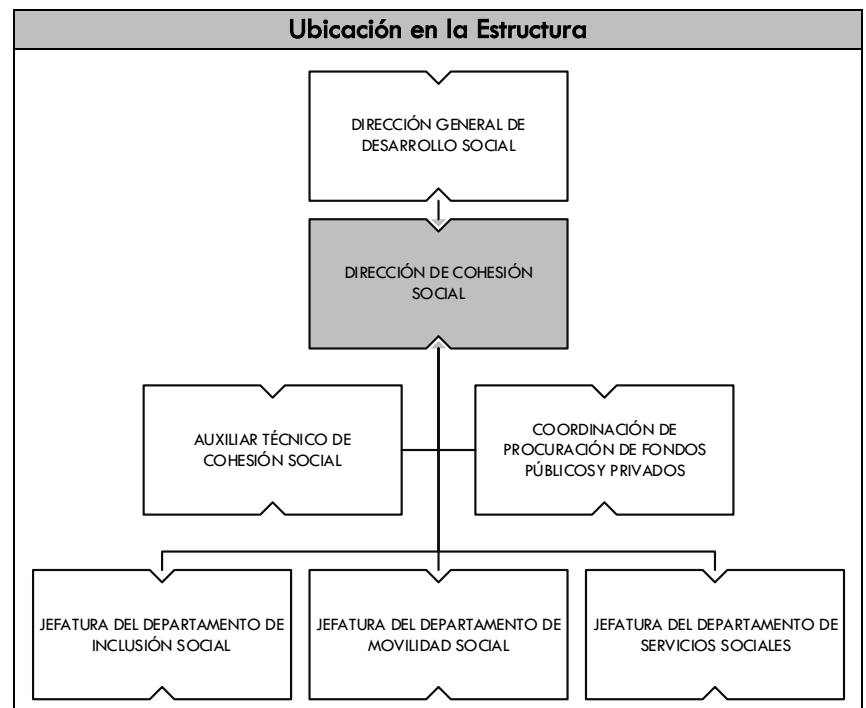 Ubicación en la Estructura
DIRECCIÓN GENERAL DE
DESARROLLO SOCIAL
DIRECCIÓN DE COHESIÓN
SOCIAL
AUXILIAR TÉCNICO DE
COHESIÓN SOCIAL
COORDINACIÓN DE
PROCURACIÓN DE FONDOS
PÚBLICOS Y PRIVADOS
JEFATURA DEL DEPARTAMENTO DE
INCLUSIÓN SOCIAL
JEFATURA DEL DEPARTAMENTO DE
MOVILIDAD SOCIAL
JEFATURA DEL DEPARTAMENTO DE
SERVICIOS SOCIALES